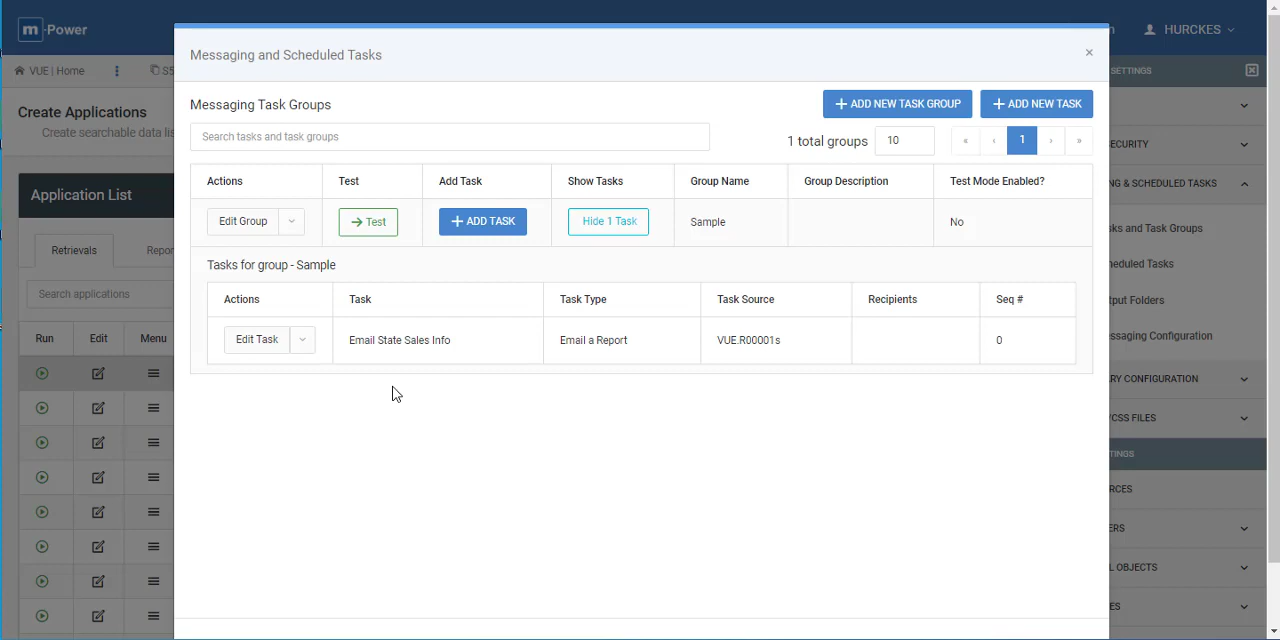 m -Power
HURCKES
Messaging and Scheduled Tasks
×
VUE | Home
SETTINGS
Messaging Task Groups
+ ADD NEW TASK GROUP
+ ADD NEW TASK
Create Applications
Create searchable data lis
Search tasks and task groups
1 total groups
10
« ‹ 1 › »
ECURITY
Actions Test Add Task Show Tasks Group Name Group Description Test Mode Enabled?
NG & SCHEDULED TASKS
Application List
Edit Group
→ Test
+ ADD TASK
Hide 1 Task
Sample
No
sks and Task Groups
Retrievals
Repor
Tasks for group - Sample
heduled Tasks
Search applications
Actions Task Task Type Task Source Recipients Seq #
tput Folders
Run Edit Menu
Edit Task
Email State Sales Info
Email a Report
VUE.R00001s
0
essaging Configuration
RY CONFIGURATION
/CSS FILES
TINGS
RCES
ERS
L OBJECTS
ES